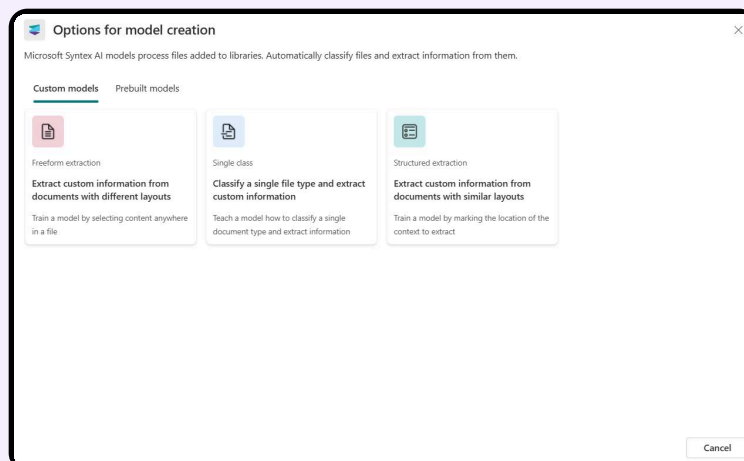 Options for model creation
Microsoft Syntex AI models process files added to libraries. Automatically classify files and extract information from them.
Custom models Prebuilt models
Freeform extraction
Extract custom information from
documents with different layouts
Train a model by selecting content anywhere
in a file
Single class
Classify a single file type and extract
custom information
Teach a model how to classify a single
document type and extract information
Structured extraction
Extract custom information from
documents with similar layouts
Train a model by marking the location of the
context to extract
Cancel